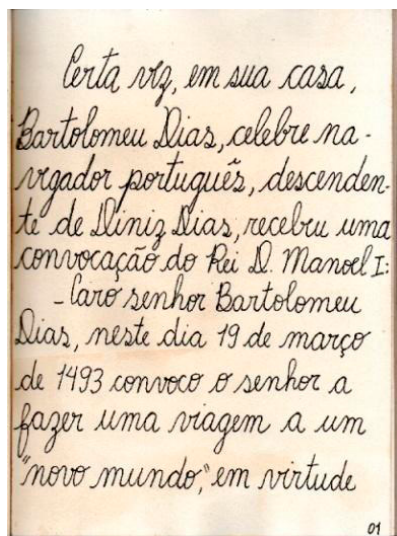 Certa vez, em sua casa,
Bartolomeu Dias, celebre na-
vegador português, descenden-
te de Diniz Dias, recebeu uma
convocação do Rei D. Manoel I:
- Caro senhor Bartolomeu
Dias, neste dia 19 de março
de 1493 convoco o senhor a
fazer uma viagem a um
"novo mundo", em virtude
01